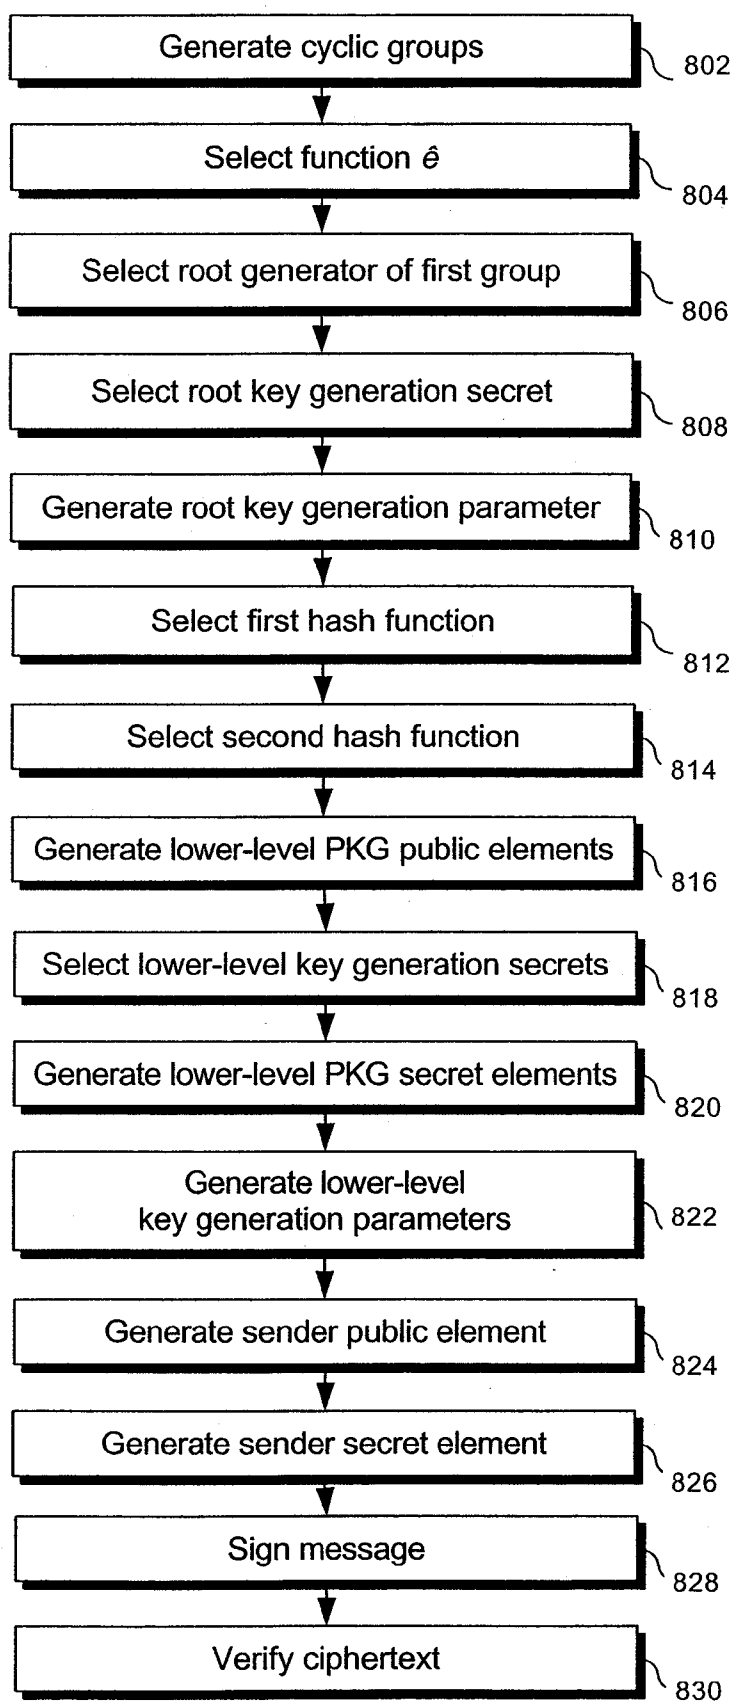 Generate cyclic groups
802
Select function ê
804
Select root generator of first group
806
Select root key generation secret
808
Generate root key generation parameter
810
Select first hash function
812
Select second hash function
814
Generate lower-level PKG public elements
816
Select lower-level key generation secrets
818
Generate lower-level PKG secret elements
820
Generate lower-level
key generation parameters
822
Generate sender public element
824
Generate sender secret element
826
Sign message
828
Verify ciphertext
830